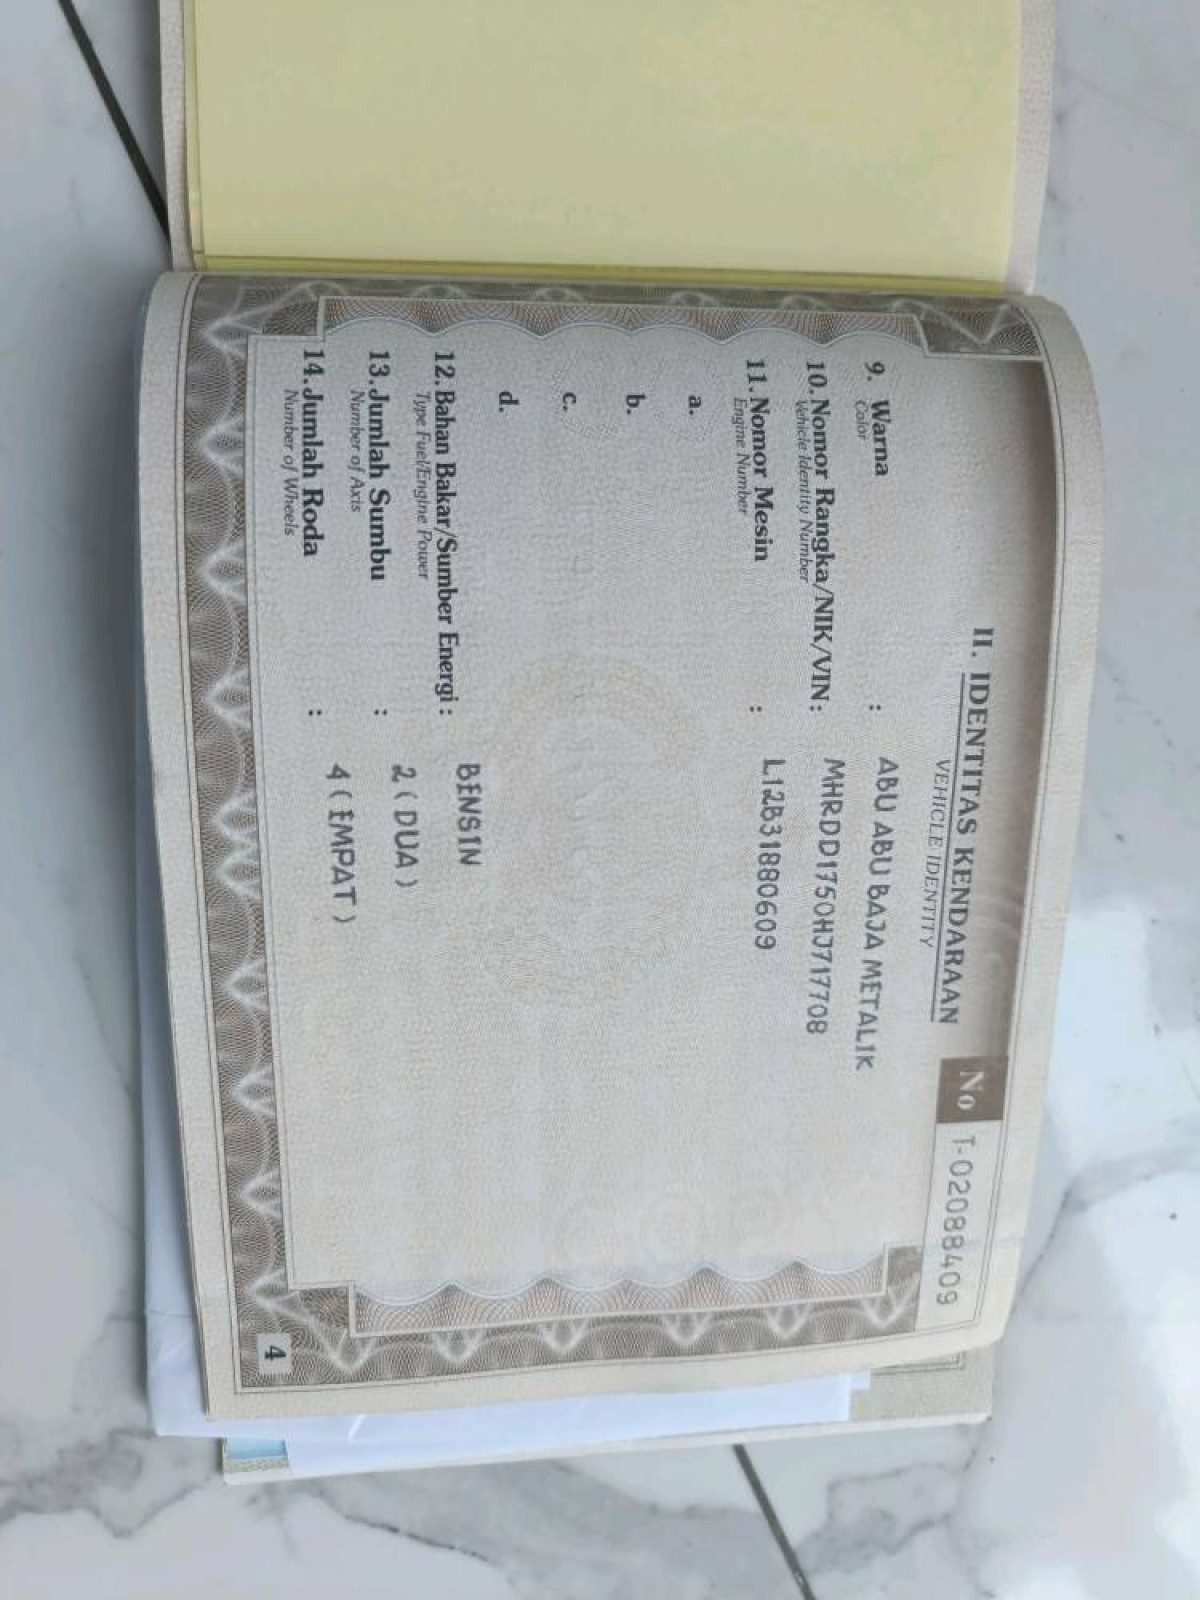 II. IDENTITAS KENDARAAN
VEHICLE IDENTITY
No T-02088409
9. Warna : ABU ABU BAJA METALIK
Color
10. Nomor Rangka/NIK/VIN : MHRDD1750HJ717708
Vehicle Identity Number
11. Nomor Mesin : L12B31880609
Engine Number
a.
b.
c.
d.
12. Bahan Bakar/Sumber Energi : BENSIN
Type Fuel/Engine Power
13. Jumlah Sumbu : 2 ( DUA )
Number of Axis
14. Jumlah Roda : 4 ( EMPAT )
Number of Wheels
4